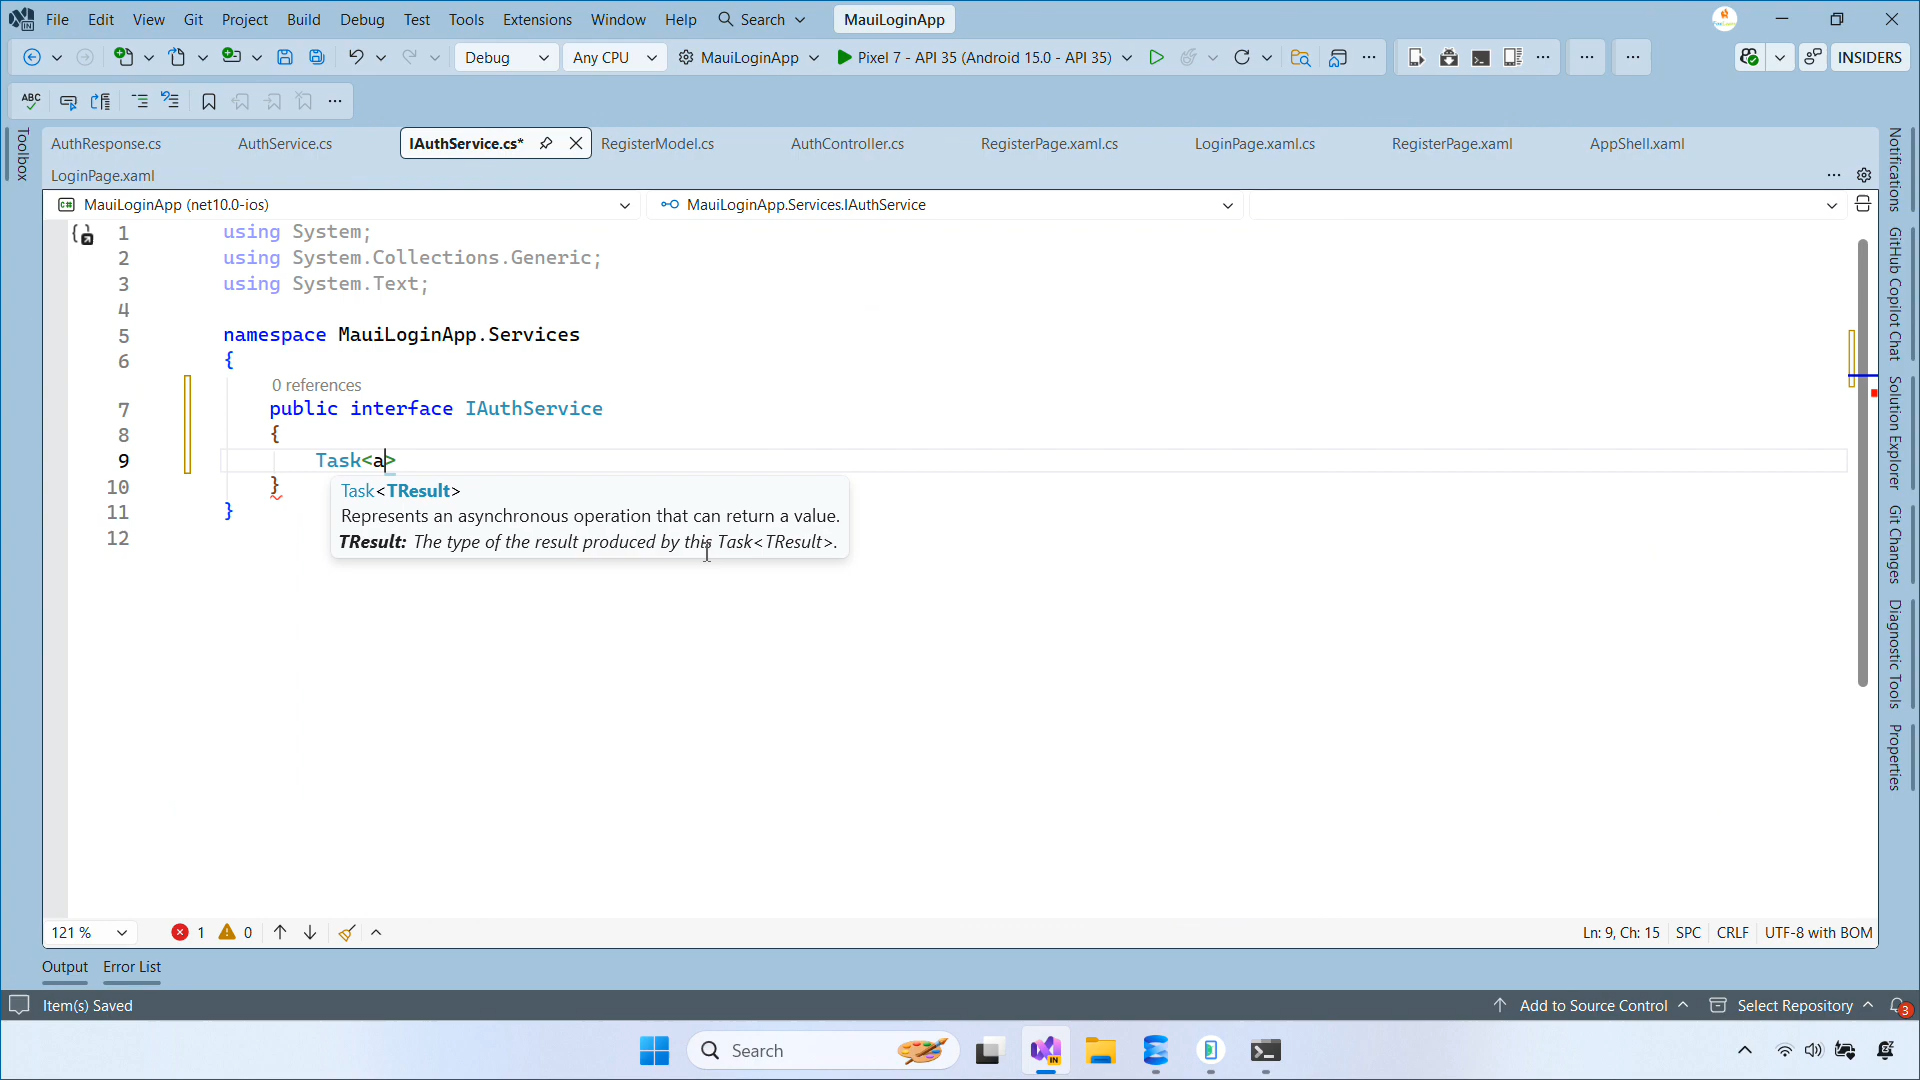 File Edit View Git Project Build Debug Test Tools Extensions Window Help Search MauiLoginApp
Debug Any CPU MauiLoginApp Pixel 7 - API 35 (Android 15.0 - API 35) INSIDERS
ABC
AuthResponse.cs AuthService.cs IAuthService.cs* RegisterModel.cs AuthController.cs RegisterPage.xaml.cs LoginPage.xaml.cs RegisterPage.xaml AppShell.xaml
LoginPage.xaml
MauiLoginApp (net10.0-ios) MauiLoginApp.Services.IAuthService
1 using System;
2 using System.Collections.Generic;
3 using System.Text;
4
5 namespace MauiLoginApp.Services
6 {
0 references
7 public interface IAuthService
8 {
9 Task<a>
10 }
11 }
12
Task<TResult>
Represents an asynchronous operation that can return a value.
TResult: The type of the result produced by this Task<TResult>.
Toolbox
Notifications
GitHub Copilot Chat
Solution Explorer
Git Changes
Diagnostic Tools
Properties
121 % 1 0 Ln: 9, Ch: 15 SPC CRLF UTF-8 with BOM
Output Error List
Item(s) Saved Add to Source Control Select Repository 3
Search IN